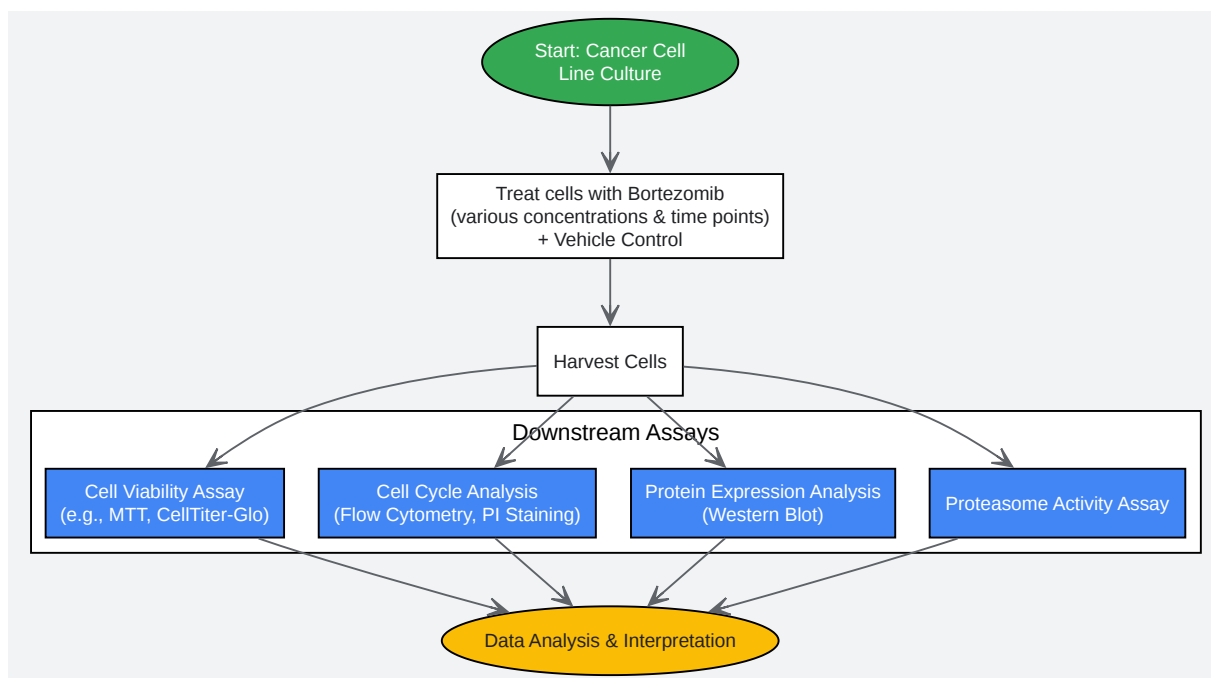 Start: Cancer Cell
Line Culture
Treat cells with Bortezomib
(various concentrations & time points)
+ Vehicle Control
Harvest Cells
Downstream Assays
Cell Viability Assay
(e.g., MTT, CellTiter-Glo)
Cell Cycle Analysis
(Flow Cytometry, PI Staining)
Protein Expression Analysis
(Western Blot)
Proteasome Activity Assay
Data Analysis & Interpretation